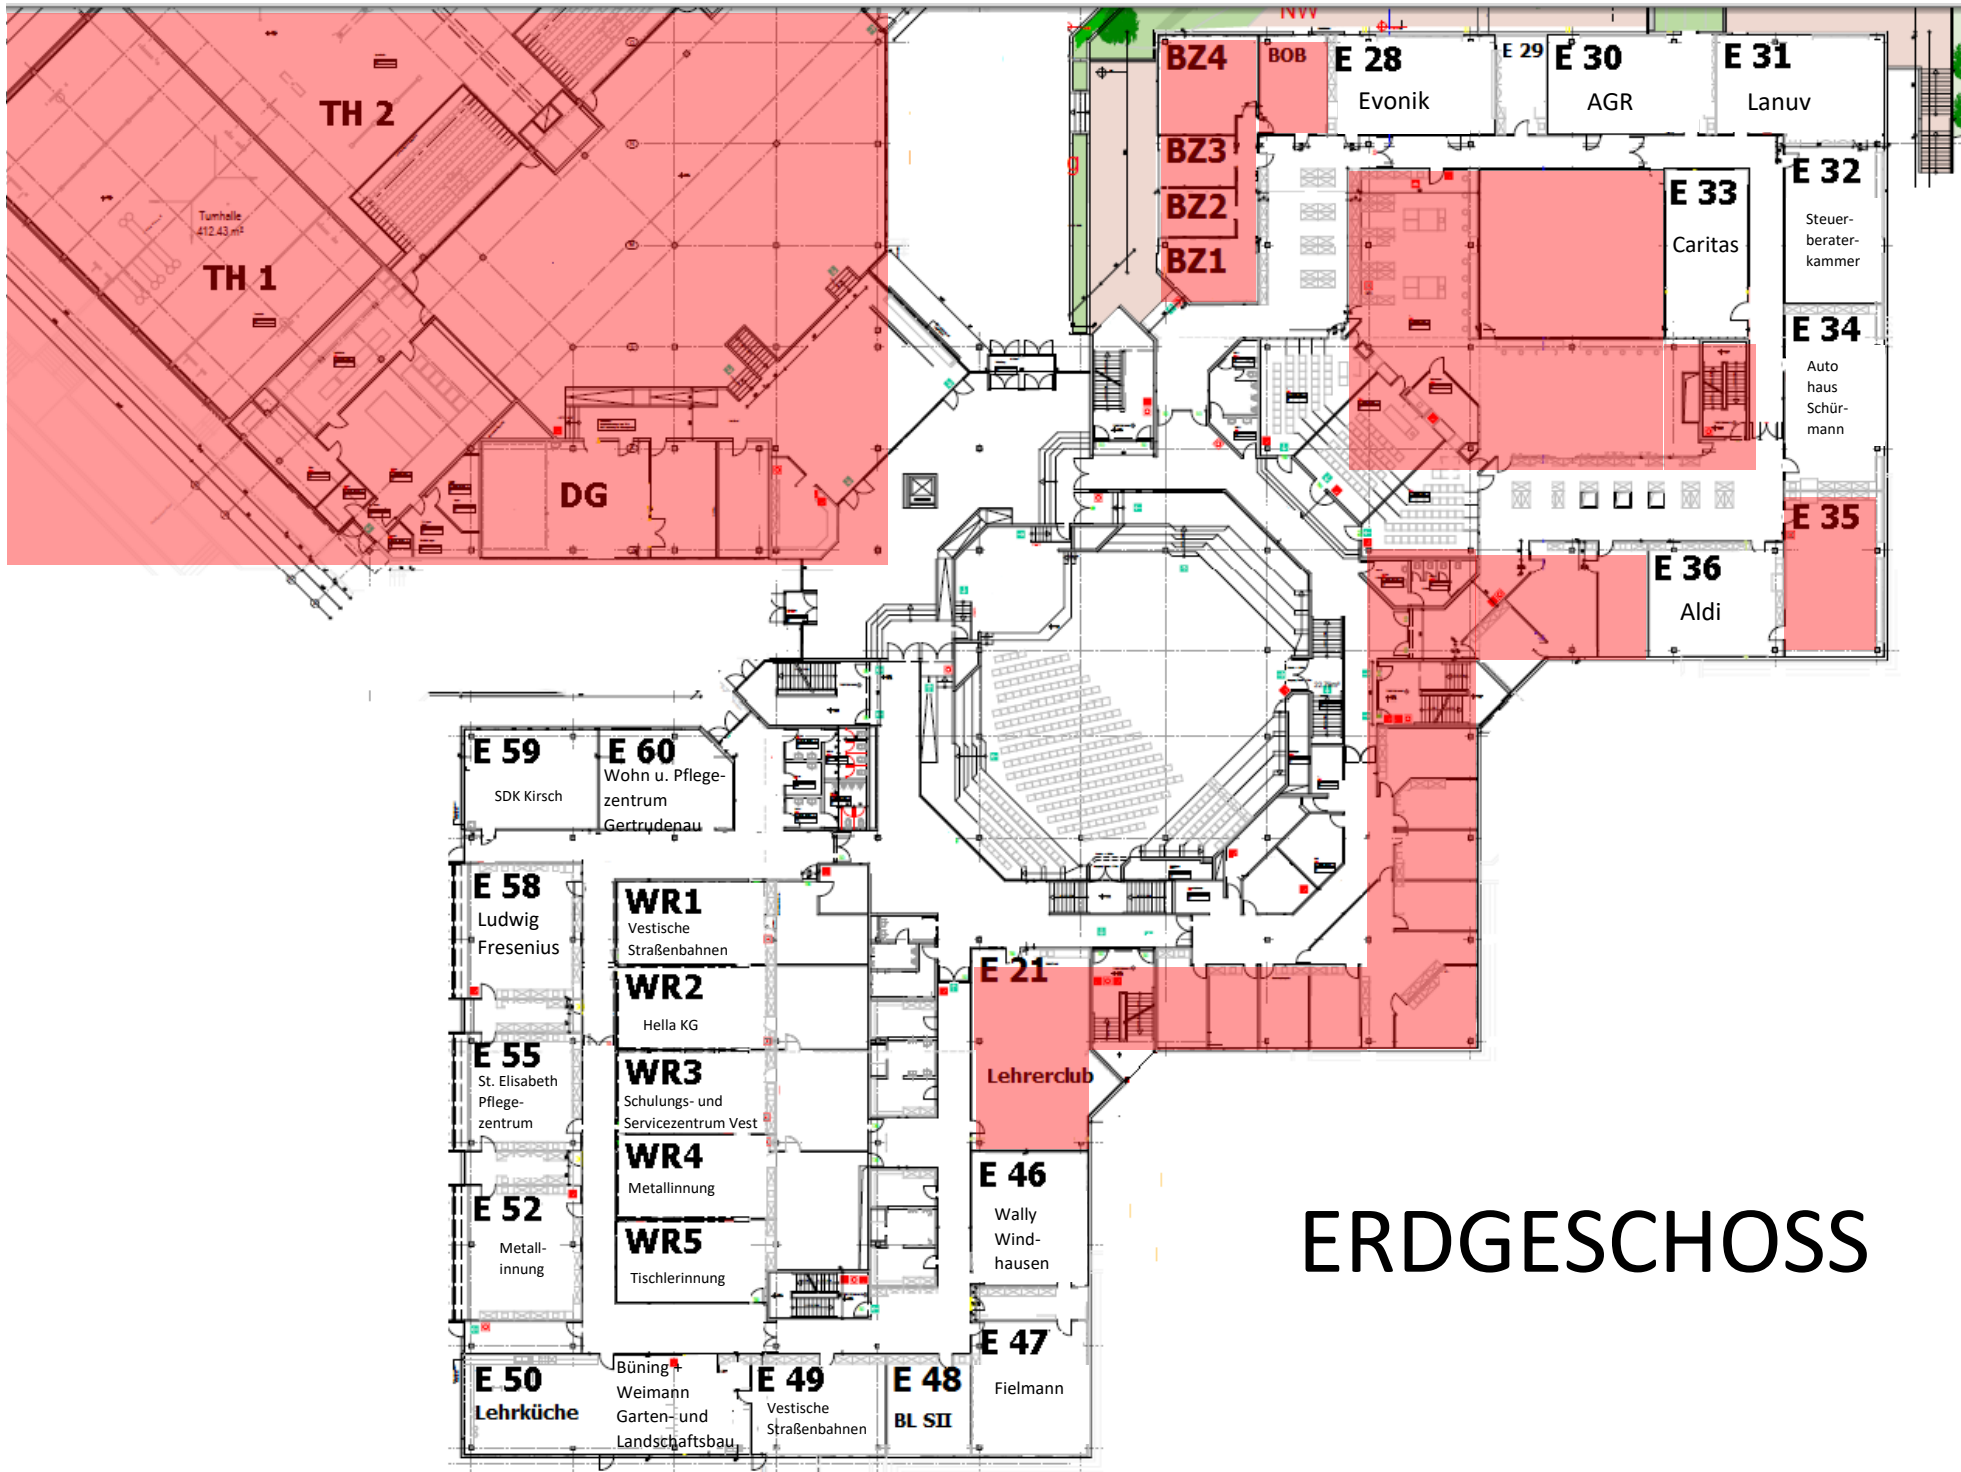 NW
BZ4
BOB
E 28
Evonik
E 29
E 30
AGR
E 31
Lanuv
TH 2
Turnhalle
412.43 m²
TH 1
g
BZ3
BZ2
BZ1
E 33
Caritas
E 32
Steuer-
berater-
kammer
E 34
Auto
haus
Schür-
mann
DG
E 35
E 36
Aldi
E 59
SDK Kirsch
E 60
Wohn u. Pflege-
zentrum
Gertrudenau
E 58
Ludwig
Fresenius
WR1
Vestische
Straßenbahnen
WR2
Hella KG
E 21
Lehrerclub
E 55
St. Elisabeth
Pflege-
zentrum
WR3
Schulungs- und
Servicezentrum Vest
WR4
Metallinnung
E 46
Wally
Wind-
hausen
E 52
Metall-
innung
WR5
Tischlerinnung
ERDGESCHOSS
E 47
Fielmann
E 50
Lehrküche
Büning +
Weimann
Garten- und
Landschaftsbau
E 49
Vestische
Straßenbahnen
E 48
BL SII